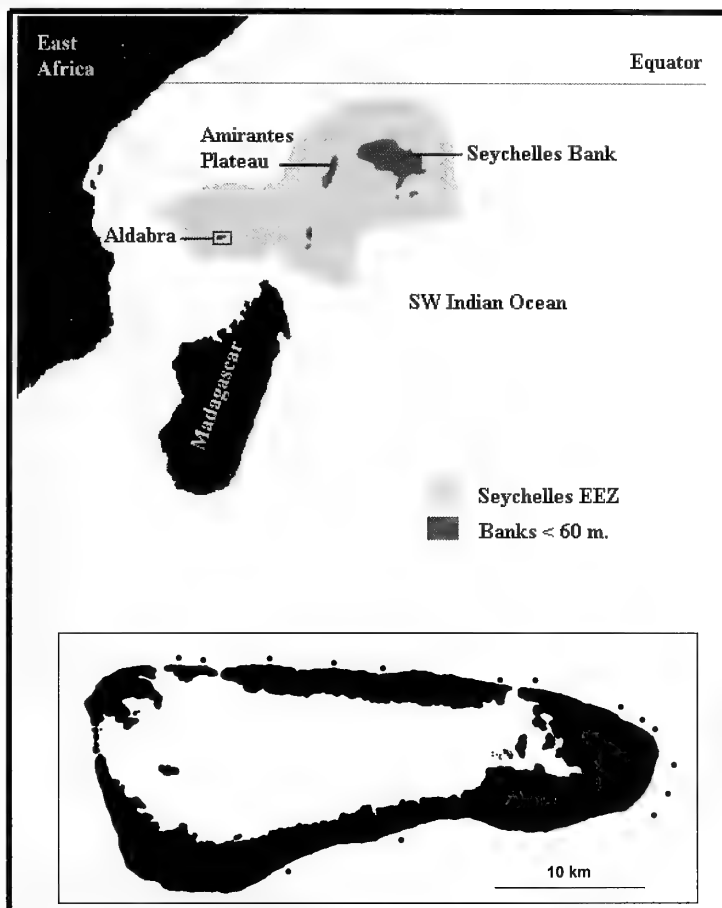 East
Africa
Equator
Amirantes
Plateau
Seychelles Bank
Aldabra
SW Indian Ocean
Madagascar
Seychelles EEZ
Banks < 60 m.
10 km